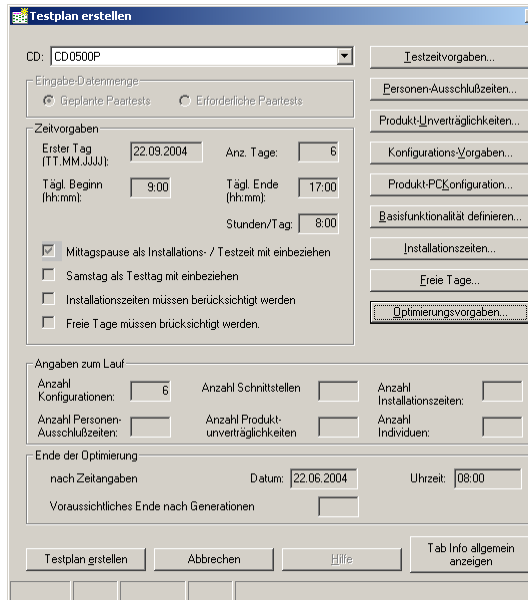 Testplan erstellen
CD: CD0500P
Eingabe-Datenmenge
Geplante Paartests Erforderliche Paartests
Zeitvorgaben
Erster Tag (TT.MM.JJJJ): 22.09.2004 Anz. Tage: 6
Tägl. Beginn (hh:mm): 9:00 Tägl. Ende (hh:mm): 17:00
Stunden/Tag: 8:00
Mittagspause als Installations- / Testzeit mit einbeziehen
Samstag als Testtag mit einbeziehen
Installationszeiten müssen berücksichtigt werden
Freie Tage müssen brücksichtigt werden.
Testzeitvorgaben...
Personen-Ausschlußzeiten...
Produkt-Unverträglichkeiten...
Konfigurations-Vorgaben...
Produkt-PCKonfiguration...
Basisfunktionalität definieren...
Installationszeiten...
Freie Tage...
Optimierungsvorgaben...
Angaben zum Lauf
Anzahl Konfigurationen: 6 Anzahl Schnittstellen Anzahl Installationszeiten:
Anzahl Personen-Ausschlußzeiten: Anzahl Produkt-unverträglichkeiten Anzahl Individuen:
Ende der Optimierung
nach Zeitangaben Datum: 22.06.2004 Uhrzeit: 08:00
Voraussichtliches Ende nach Generationen
Testplan erstellen Abbrechen Hilfe Tab Info allgemein anzeigen